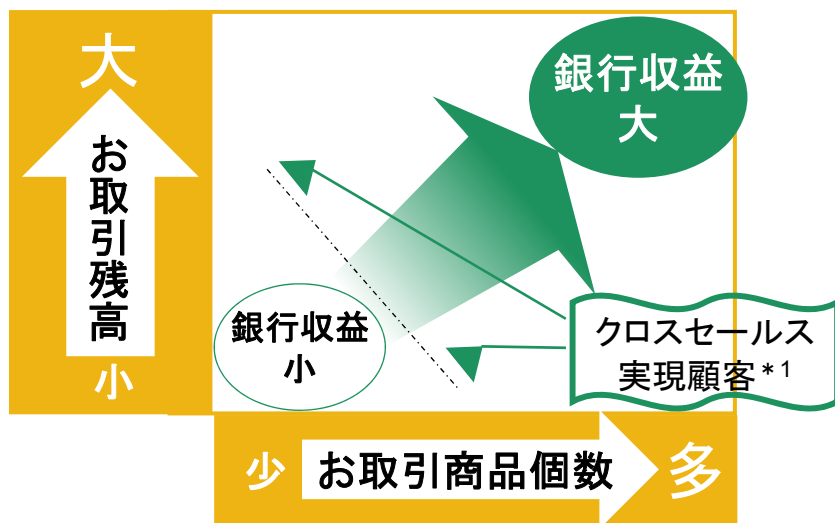 大
お取引残高
小
銀行収益
大
銀行収益
小
クロスセールス
実現顧客*1
少
お取引商品個数
多